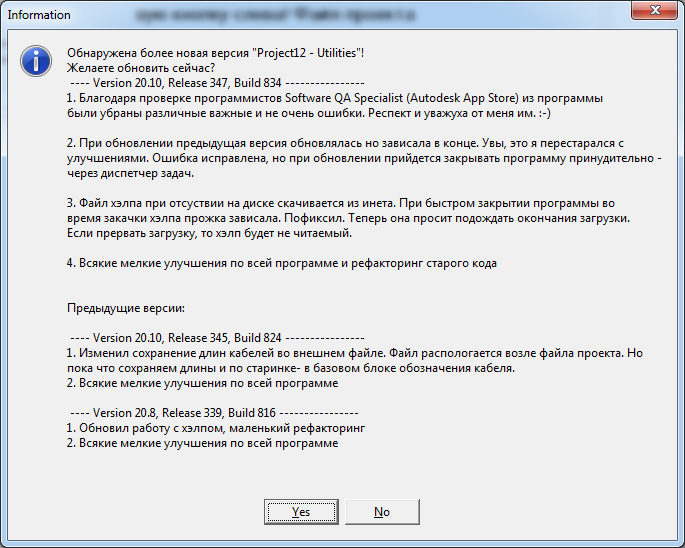 зую кнопку слева! Файл проекта
Information
Обнаружена более новая версия "Project12 - Utilities"!
Желаете обновить сейчас?
---- Version 20.10, Release 347, Build 834 ----------------
1. Благодаря проверке программистов Software QA Specialist (Autodesk App Store) из программы
были убраны различные важные и не очень ошибки. Респект и уважуха от меня им. :-)
2. При обновлении предыдущая версия обновлялась но зависала в конце. Увы, это я перестарался с
улучшениями. Ошибка исправлена, но при обновлении прийдется закрывать программу принудительно -
через диспетчер задач.
3. Файл хэлпа при отсуствии на диске скачивается из инета. При быстром закрытии программы во
время закачки хэлпа прожка зависала. Пофиксил. Теперь она просит подождать окончания загрузки.
Если прервать загрузку, то хэлп будет не читаемый.
4. Всякие мелкие улучшения по всей программе и рефакторинг старого кода
Предыдущие версии:
---- Version 20.10, Release 345, Build 824 ----------------
1. Изменил сохранение длин кабелей во внешнем файле. Файл распологается возле файла проекта. Но
пока что сохраняем длины и по старинке- в базовом блоке обозначения кабеля.
2. Всякие мелкие улучшения по всей программе
---- Version 20.8, Release 339, Build 816 ----------------
1. Обновил работу с хэлпом, маленький рефакторинг
2. Всякие мелкие улучшения по всей программе
Yes No